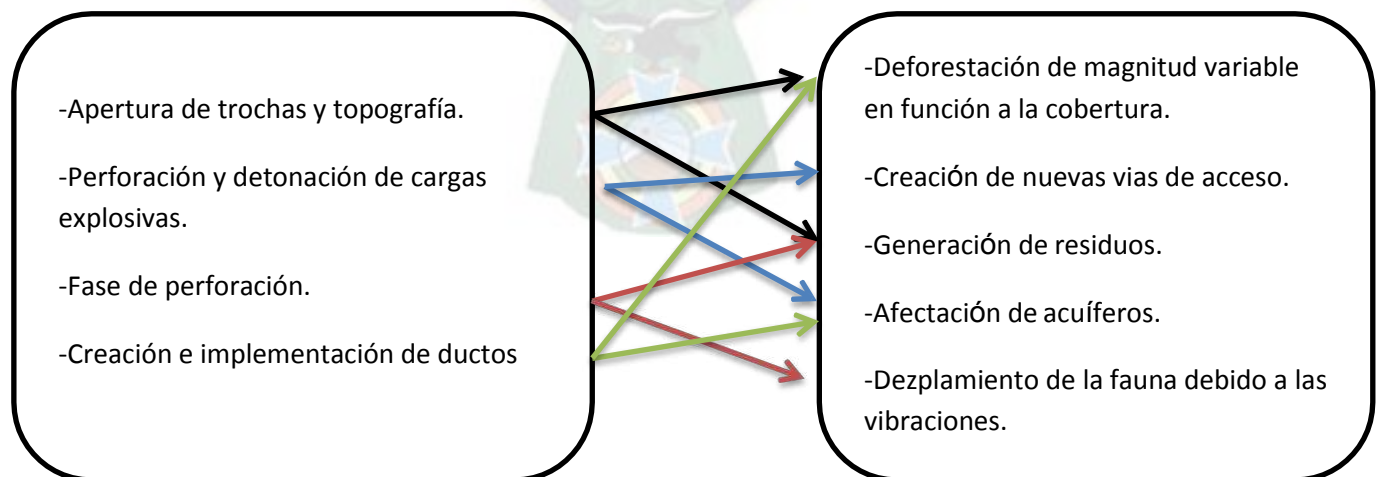 -Apertura de trochas y topografía.
-Perforación y detonación de cargas
explosivas.
-Fase de perforación.
-Creación e implementación de ductos
-Deforestación de magnitud variable
en función a la cobertura.
-Creación de nuevas vias de acceso.
-Generación de residuos.
-Afectación de acuíferos.
-Dezplamiento de la fauna debido a las
vibraciones.